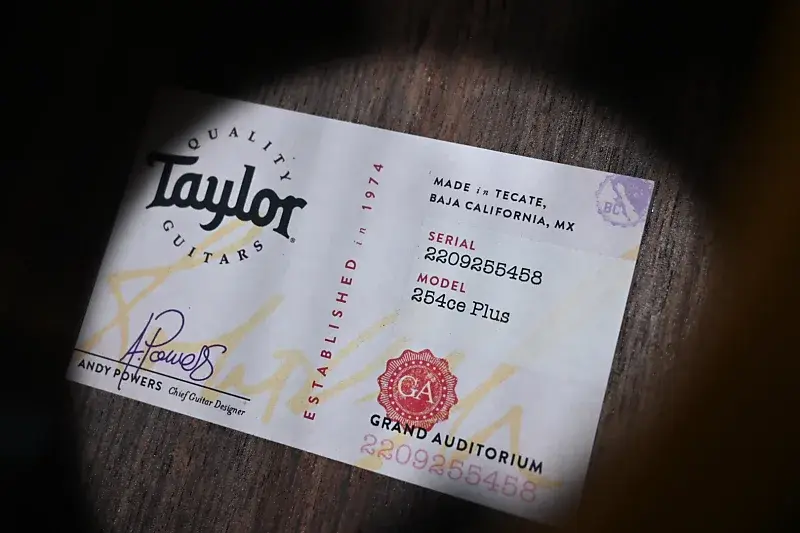 QUALITY
Taylor®
GUITARS
A.Powers
ANDY POWERS Chief Guitar Designer
ESTABLISHED in 1974
MADE in TECATE,
BAJA CALIFORNIA, MX
BC
SERIAL
2209255458
MODEL
254ce Plus
GA
GRAND AUDITORIUM
2209255458